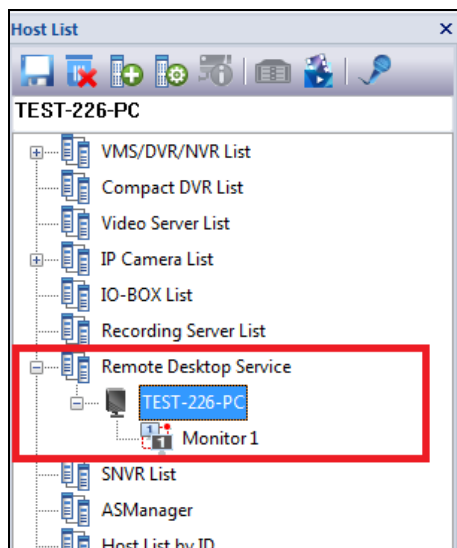 Host List
TEST-226-PC
VMS/DVR/NVR List
Compact DVR List
Video Server List
IP Camera List
IO-BOX List
Recording Server List
Remote Desktop Service
TEST-226-PC
Monitor 1
SNVR List
ASManager
Host List by ID